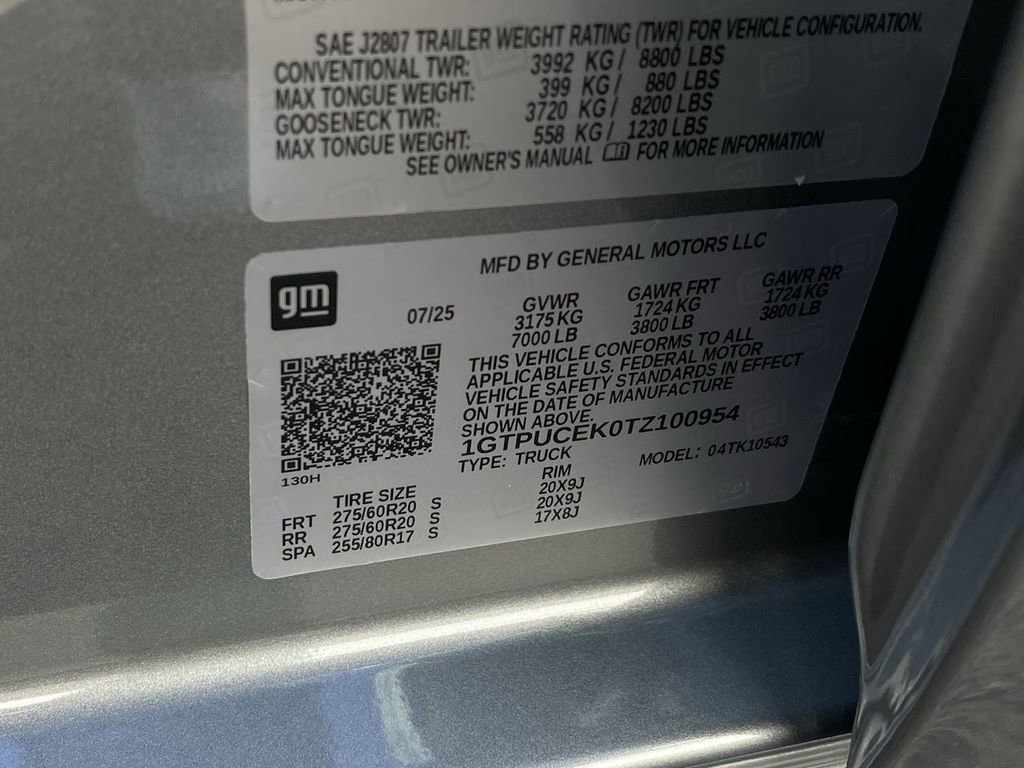 SAE J2807 TRAILER WEIGHT RATING (TWR) FOR VEHICLE CONFIGURATION.
CONVENTIONAL TWR: 3992 KG / 8800 LBS
MAX TONGUE WEIGHT: 399 KG / 880 LBS
GOOSENECK TWR: 3720 KG / 8200 LBS
MAX TONGUE WEIGHT: 558 KG / 1230 LBS
SEE OWNER'S MANUAL FOR MORE INFORMATION
MFD BY GENERAL MOTORS LLC
gm
07/25
GVWR GAWR FRT GAWR RR
3175 KG 1724 KG 1724 KG
7000 LB 3800 LB 3800 LB
THIS VEHICLE CONFORMS TO ALL
APPLICABLE U.S. FEDERAL MOTOR
VEHICLE SAFETY STANDARDS IN EFFECT
ON THE DATE OF MANUFACTURE
SHOWN ABOVE.
1GTPUCEK0TZ100954
TYPE: TRUCK MODEL: 04TK10543
130H
TIRE SIZE RIM
FRT 275/60R20 S 20X9J
RR 275/60R20 S 20X9J
SPA 255/80R17 S 17X8J